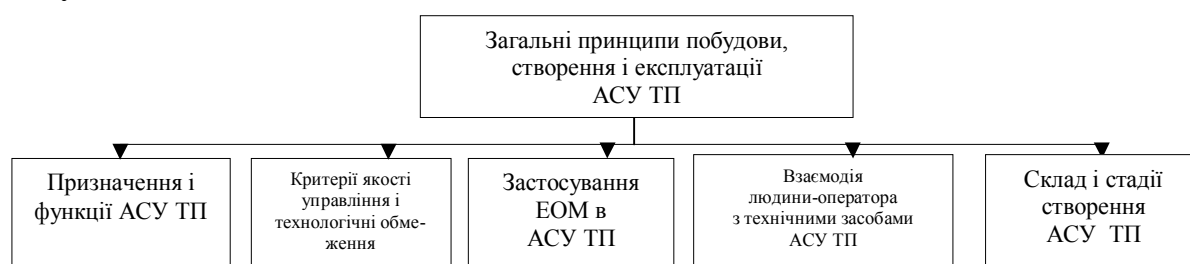 Загальні принципи побудови,
створення і експлуатації
АСУ ТП
Призначення і
функції АСУ ТП
Критерії якості
управління і
технологічні обме-
ження
Застосування
ЕОМ в
АСУ ТП
Взаємодія
людини-оператора
з технічними засобами
АСУ ТП
Склад і стадії
створення
АСУ ТП